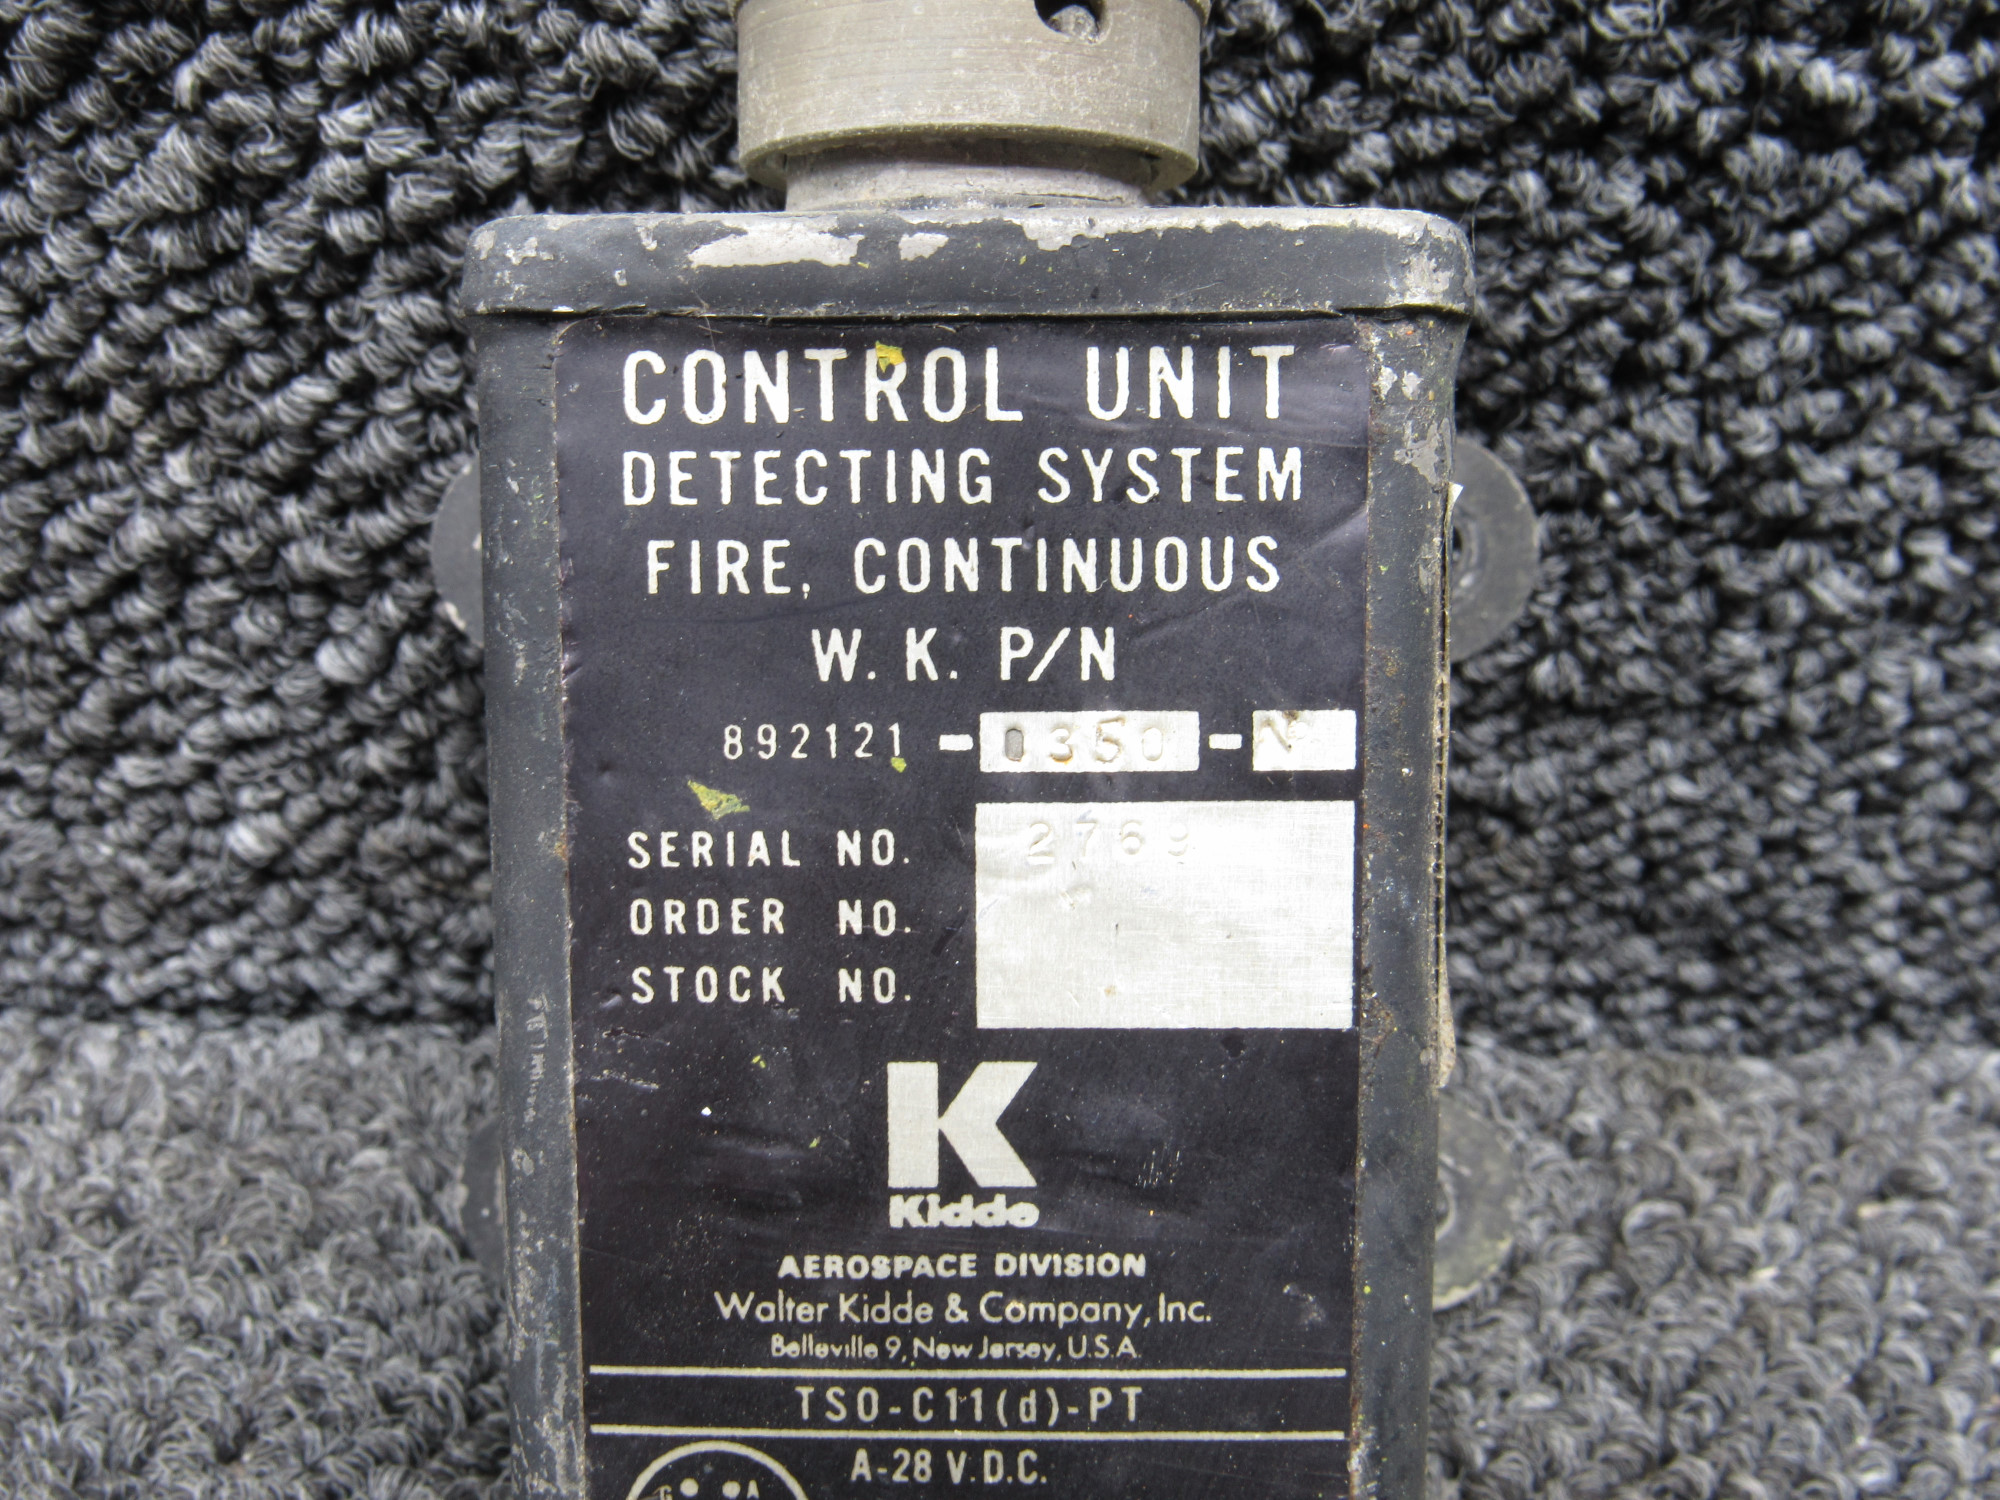 CONTROL UNIT
DETECTING SYSTEM
FIRE, CONTINUOUS
W. K. P/N
892121 - 0350 - N
SERIAL NO. 2769
ORDER NO.
STOCK NO.
K
Kidde
AEROSPACE DIVISION
Walter Kidde & Company, Inc.
Belleville 9, New Jersey, U.S.A.
TSO-C11(d)-PT
A-28 V.D.C.
G A